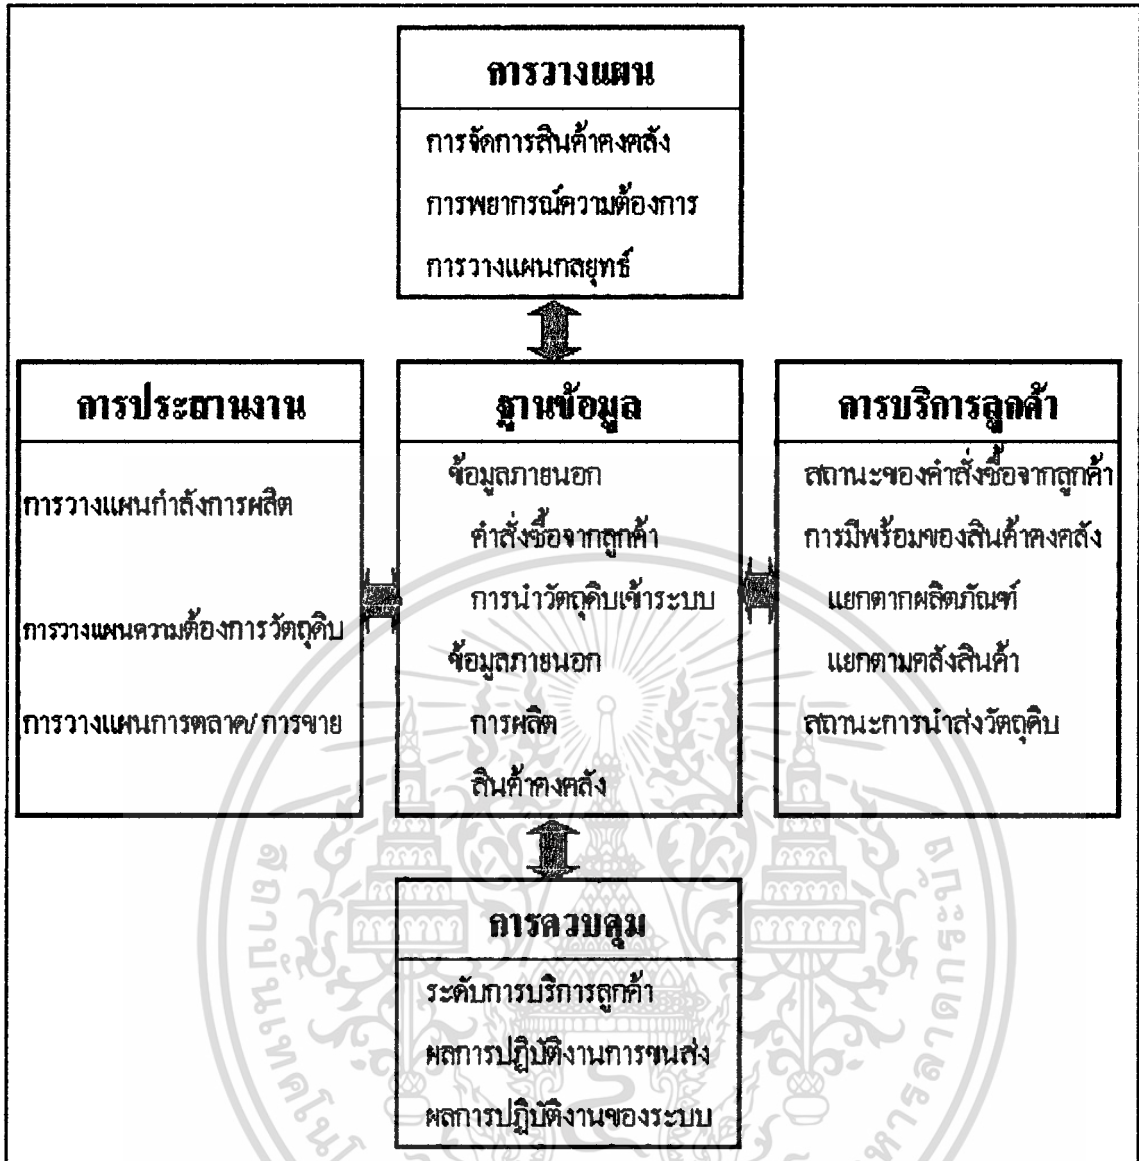 การวางแผน
การจัดการสินค้าคงคลัง
การพยากรณ์ความต้องการ
การวางแผนกลยุทธ์
การประสานงาน
การวางแผนกำลังการผลิต
การวางแผนความต้องการวัตถุดิบ
การวางแผนการตลาด/ การขาย
ฐานข้อมูล
ข้อมูลภายนอก
คำสั่งซื้อจากลูกค้า
การนำวัตถุดิบเข้าระบบ
ข้อมูลภายนอก
การผลิต
สินค้าคงคลัง
การบริการลูกค้า
สถานะของคำสั่งซื้อจากลูกค้า
การมีพร้อมของสินค้าคงคลัง
แยกตากผลิตภัณฑ์
แยกตามคลังสินค้า
สถานะการนำส่งวัตถุดิบ
การควบคุม
ระดับการบริการลูกค้า
ผลการปฏิบัติงานการขนส่ง
ผลการปฏิบัติงานของระบบ